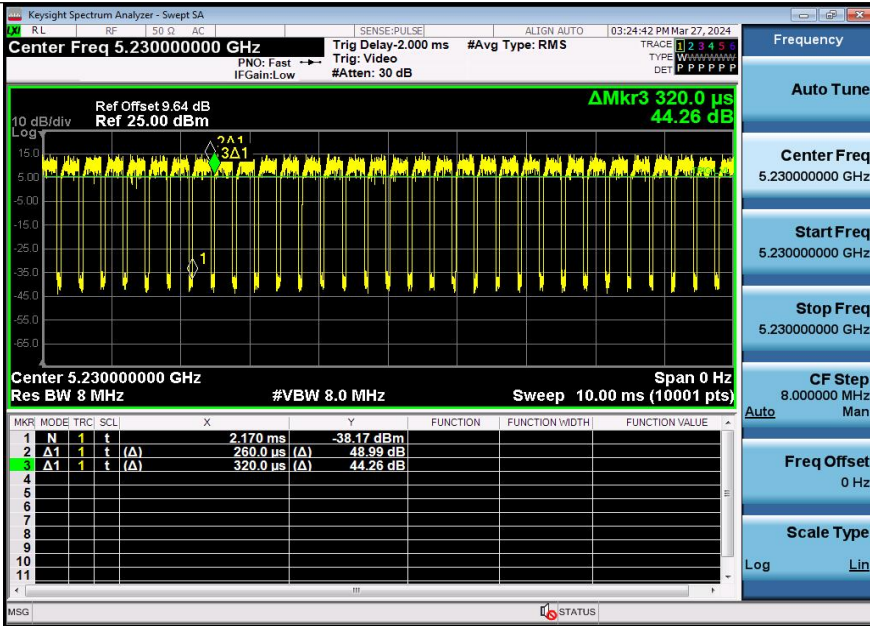 Keysight Spectrum Analyzer - Swept SA
LXI RL RF 50 Ω AC SENSE:PULSE ALIGN AUTO 03:24:42 PM Mar 27, 2024
Center Freq 5.230000000 GHz
PNO: Fast
IFGain:Low
Trig Delay-2.000 ms
Trig: Video
#Atten: 30 dB
#Avg Type: RMS
TRACE 1 2 3 4 5 6
TYPE WWWWWW
DET P P P P P P
ΔMkr3 320.0 µs
44.26 dB
Ref Offset 9.64 dB
10 dB/div Ref 25.00 dBm
Log
2Δ1
3Δ1
1
15.0
5.00
-5.00
-15.0
-25.0
-35.0
-45.0
-55.0
-65.0
Center 5.230000000 GHz Span 0 Hz
Res BW 8 MHz #VBW 8.0 MHz Sweep 10.00 ms (10001 pts)
MKR MODE TRC SCL X Y FUNCTION FUNCTION WIDTH FUNCTION VALUE
1 N 1 t 2.170 ms -38.17 dBm
2 Δ1 1 t (Δ) 260.0 µs (Δ) 48.99 dB
3 Δ1 1 t (Δ) 320.0 µs (Δ) 44.26 dB
4
5
6
7
8
9
10
11
MSG STATUS
Frequency
Auto Tune
Center Freq
5.230000000 GHz
Start Freq
5.230000000 GHz
Stop Freq
5.230000000 GHz
CF Step
8.000000 MHz
Auto Man
Freq Offset
0 Hz
Scale Type
Log Lin